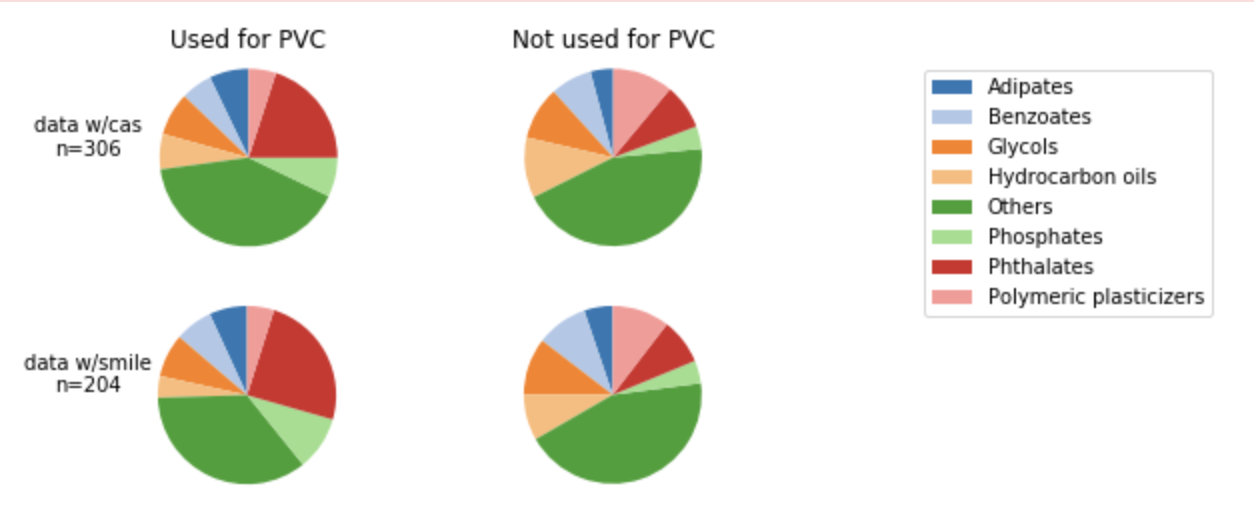 Used for PVC
Not used for PVC
data w/cas
n=306
Adipates
Benzoates
Glycols
Hydrocarbon oils
Others
Phosphates
Phthalates
Polymeric plasticizers
data w/smile
n=204